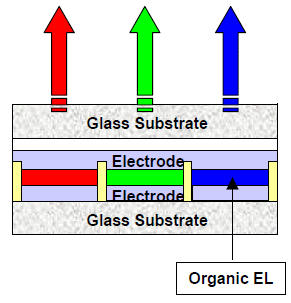 Glass Substrate
Electrode
Electrode
Glass Substrate
Organic EL